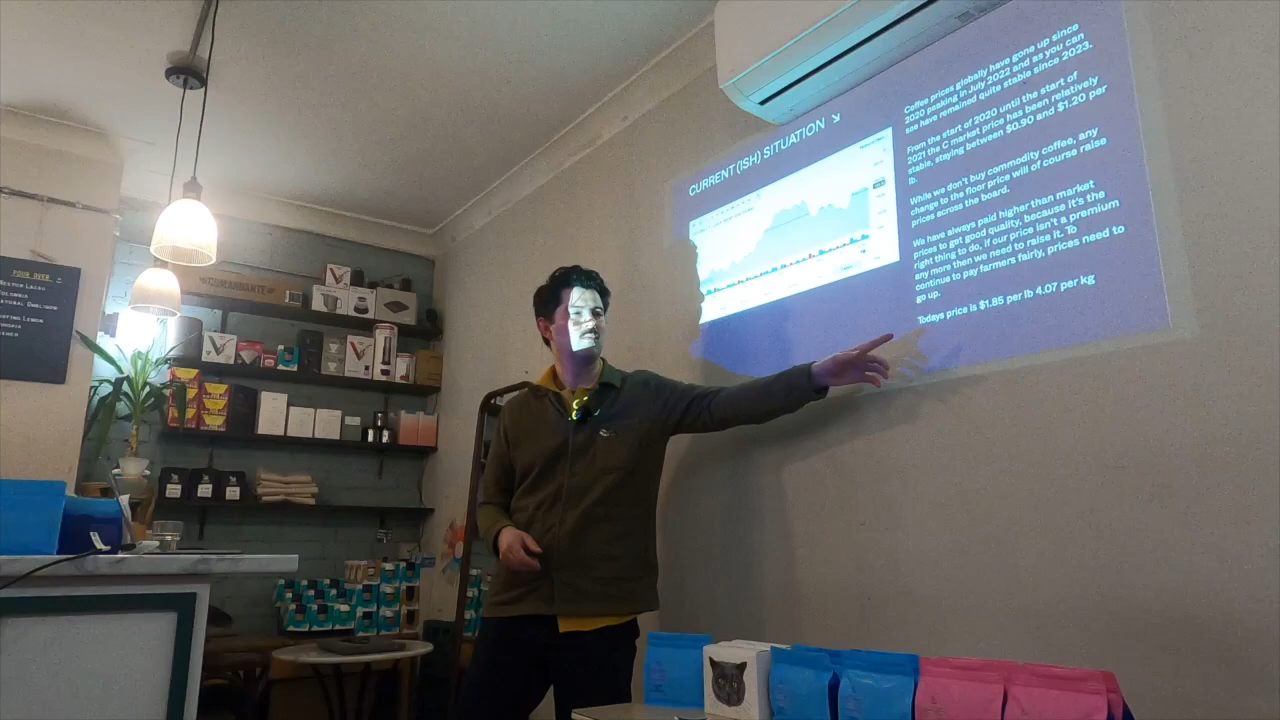 CURRENT (ISH) SITUATION ↘
Coffee prices globally have gone up since
2020 peaking in July 2022 and as you can
see have remained quite stable since 2023.
From the start of 2020 until the start of
2021 the C market price has been relatively
stable, staying between $0.90 and $1.20 per
lb.
While we don't buy commodity coffee, any
change to the floor price will of course raise
prices across the board.
We have always paid higher than market
prices to get good quality, because it's the
right thing to do, if our price isn't a premium
any more then we need to raise it. To
continue to pay farmers fairly, prices need to
go up.
Todays price is $1.85 per lb 4.07 per kg
POUR OVER
COMANDANTE